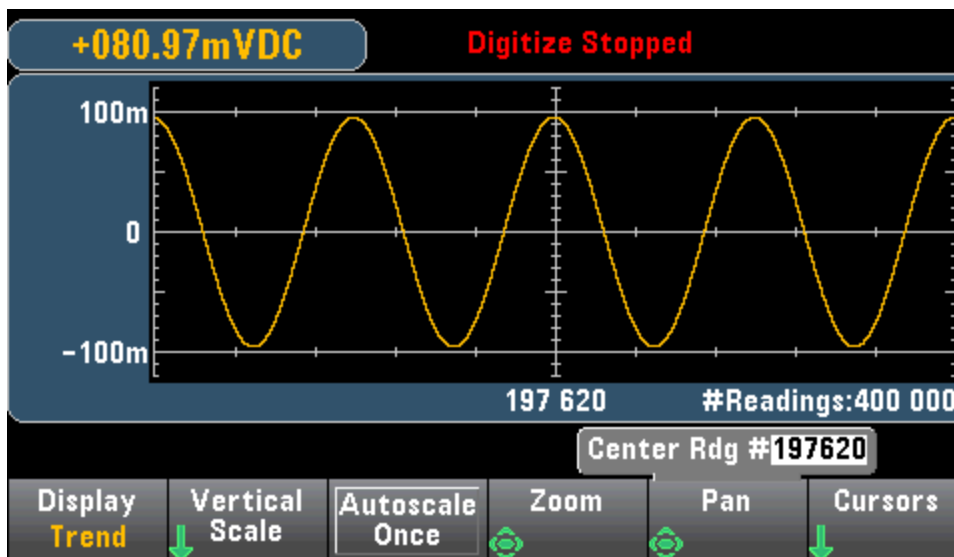 +080.97mVDC
Digitize Stopped
100m
0
-100m
197 620
#Readings:400 000
Center Rdg #197620
Display
Trend
Vertical
Scale
Autoscale
Once
Zoom
Pan
Cursors